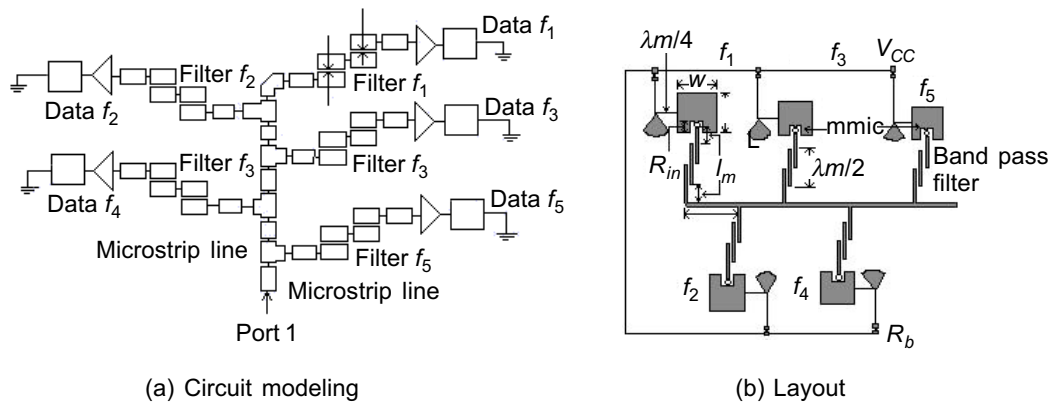 Data f1
Filter f2
Filter f1
Data f2
Data f3
Filter f3
Filter f3
Data f4
Data f5
Microstrip line
Filter f5
Microstrip line
Port 1
(a) Circuit modeling
λm/4
f1
f3
VCC
w
f5
L
mmic
Rin
lm
λm/2
Band pass
filter
f2
f4
Rb
(b) Layout